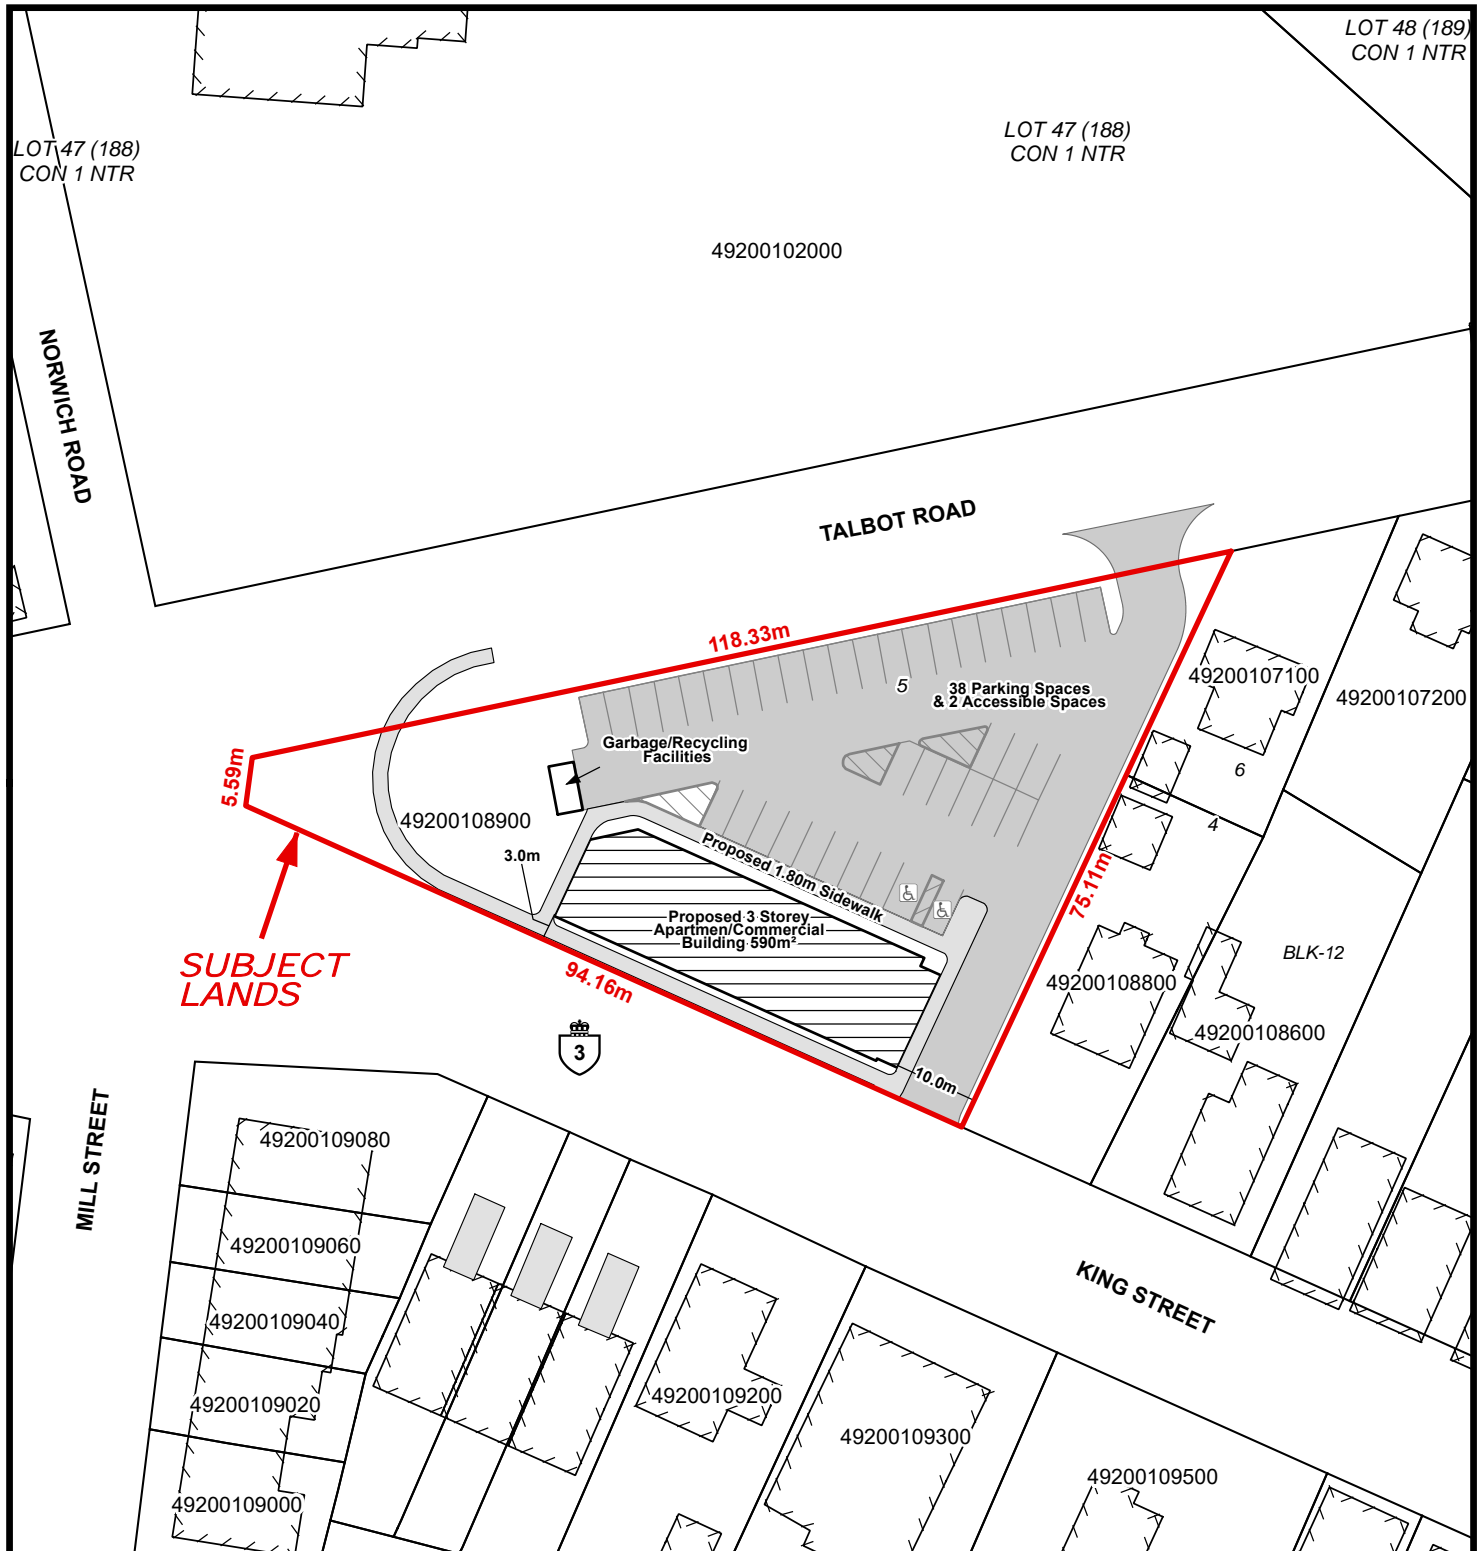 LOT 48 (189)
CON 1 NTR
LOT 47 (188)
CON 1 NTR
LOT 47 (188)
CON 1 NTR
49200102000
NORWICH ROAD
TALBOT ROAD
118.33m
5
38 Parking Spaces
& 2 Accessible Spaces
49200107100
49200107200
Garbage/Recycling
Facilities
5.59m
6
4
49200108900
3.0m
Proposed 1.80m Sidewalk
75.11m
Proposed 3 Storey
Apartmen/Commercial
Building 590m²
SUBJECT
LANDS
94.16m
BLK-12
49200108800
49200108600
3
10.0m
MILL STREET
49200109080
49200109060
49200109040
49200109020
49200109000
KING STREET
49200109200
49200109300
49200109500